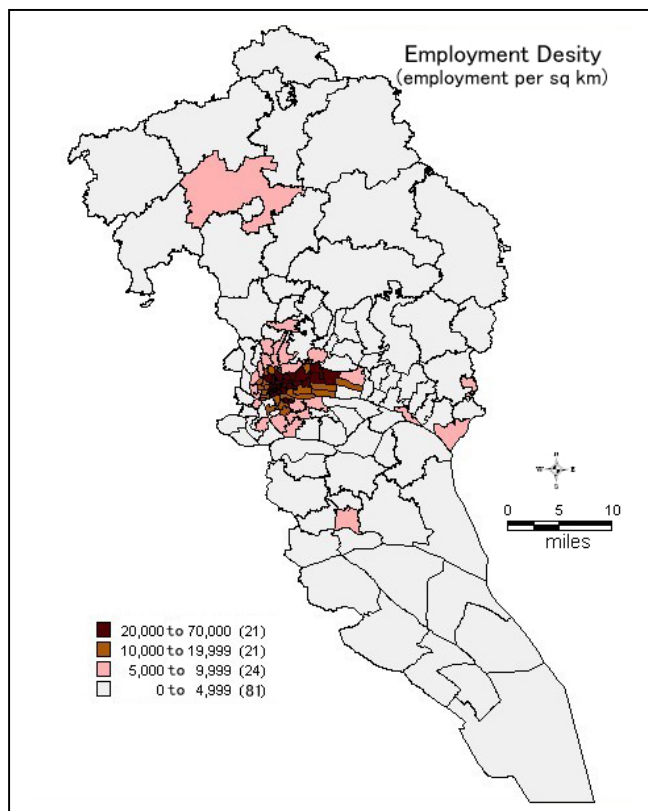 Employment Desity
(employment per sq km)
N
W E
S
0 5 10
miles
20,000 to 70,000 (21)
10,000 to 19,999 (21)
5,000 to 9,999 (24)
0 to 4,999 (81)